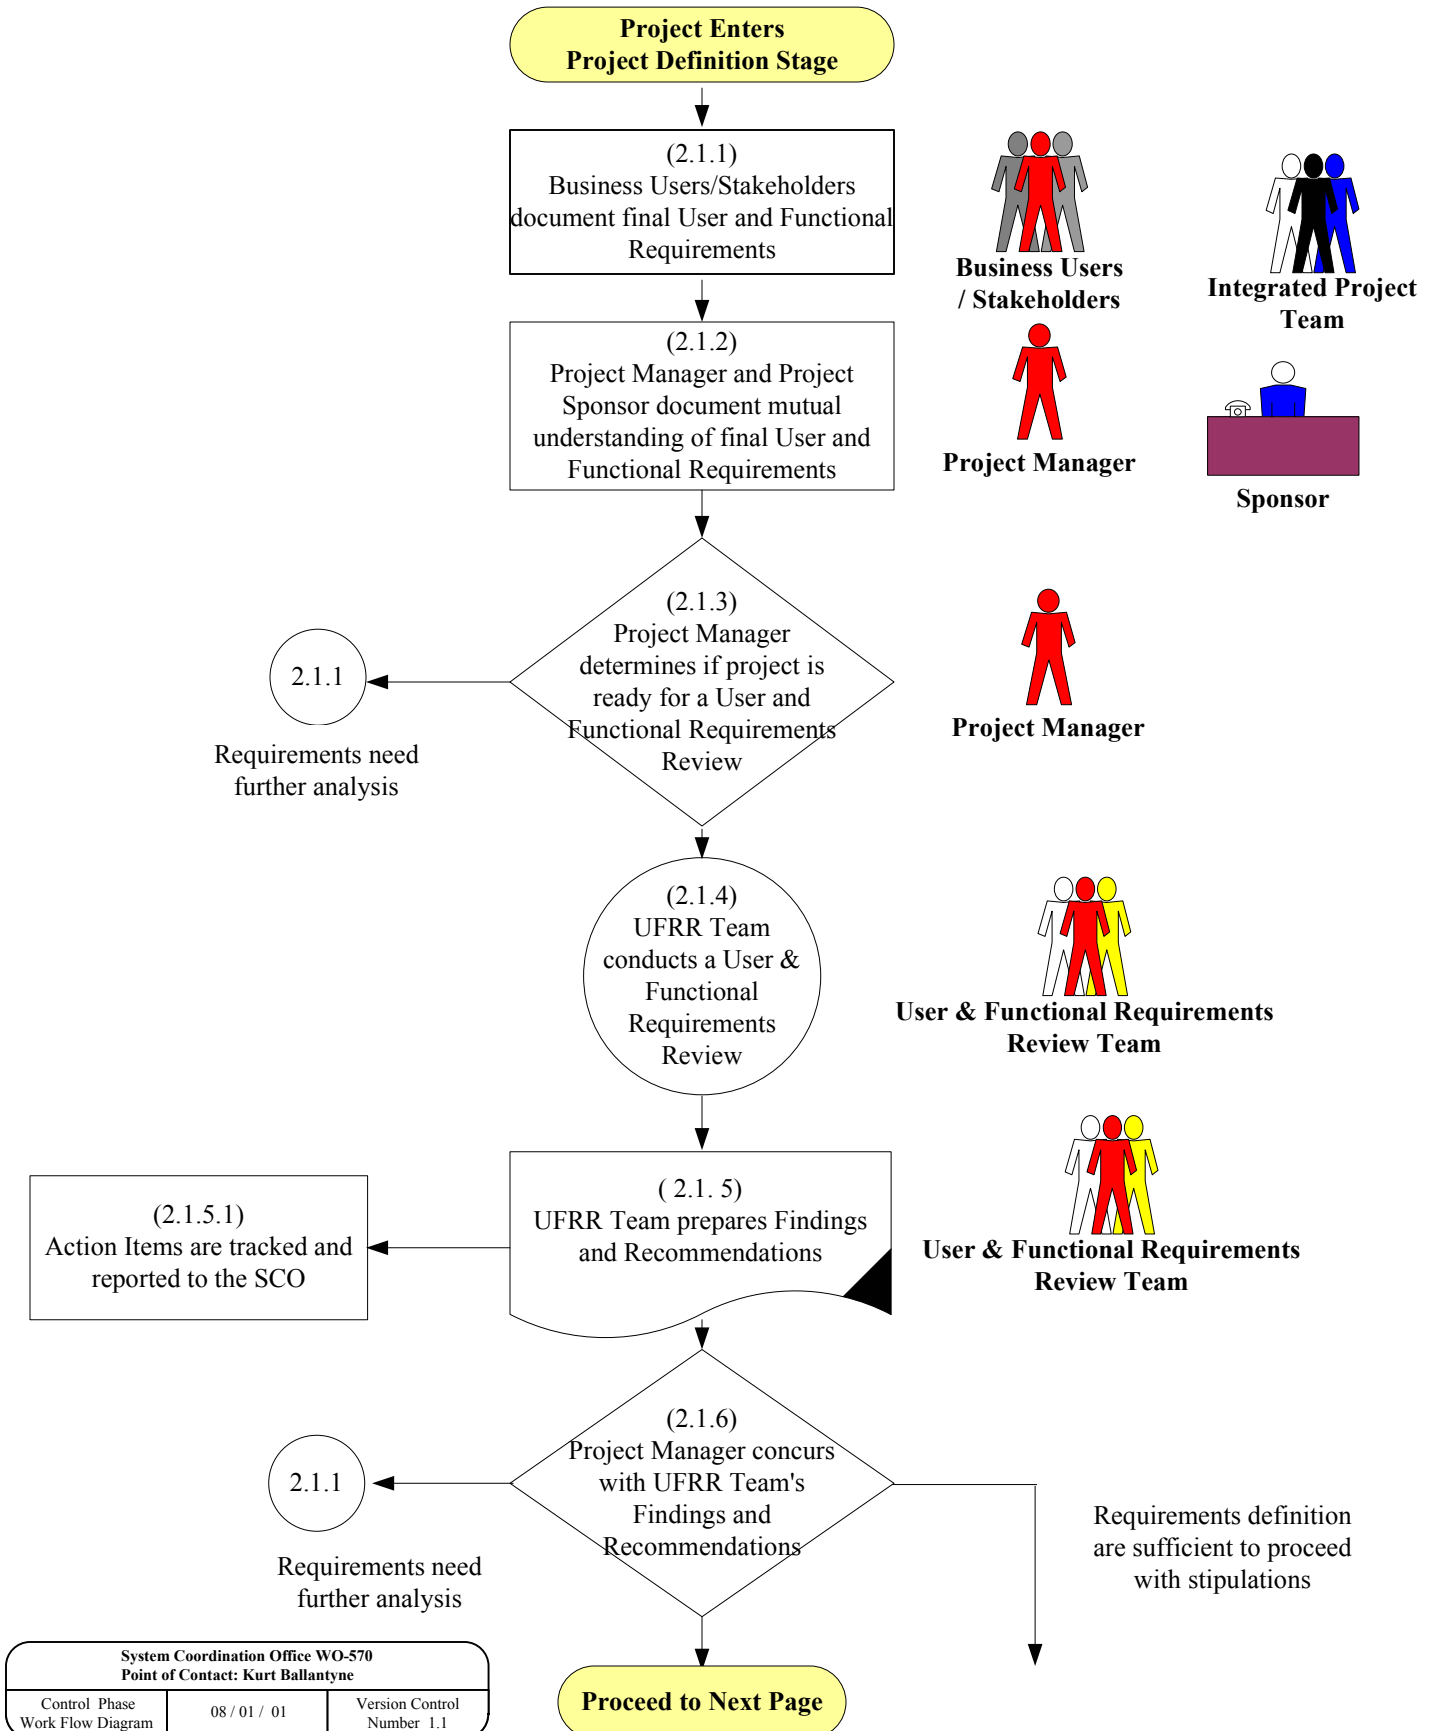 Project Enters
Project Definition Stage
(2.1.1)
Business Users/Stakeholders
document final User and Functional
Requirements
Business Users
/ Stakeholders
Integrated Project
Team
(2.1.2)
Project Manager and Project
Sponsor document mutual
understanding of final User and
Functional Requirements
Project Manager
Sponsor
(2.1.3)
Project Manager
determines if project is
ready for a User and
Functional Requirements
Review
2.1.1
Requirements need
further analysis
Project Manager
(2.1.4)
UFRR Team
conducts a User &
Functional
Requirements
Review
User & Functional Requirements
Review Team
( 2.1. 5)
UFRR Team prepares Findings
and Recommendations
(2.1.5.1)
Action Items are tracked and
reported to the SCO
User & Functional Requirements
Review Team
(2.1.6)
Project Manager concurs
with UFRR Team's
Findings and
Recommendations
2.1.1
Requirements need
further analysis
Requirements definition
are sufficient to proceed
with stipulations
Proceed to Next Page
System Coordination Office WO-570
Point of Contact: Kurt Ballantyne
Control Phase
Work Flow Diagram
08 / 01 / 01
Version Control
Number 1.1